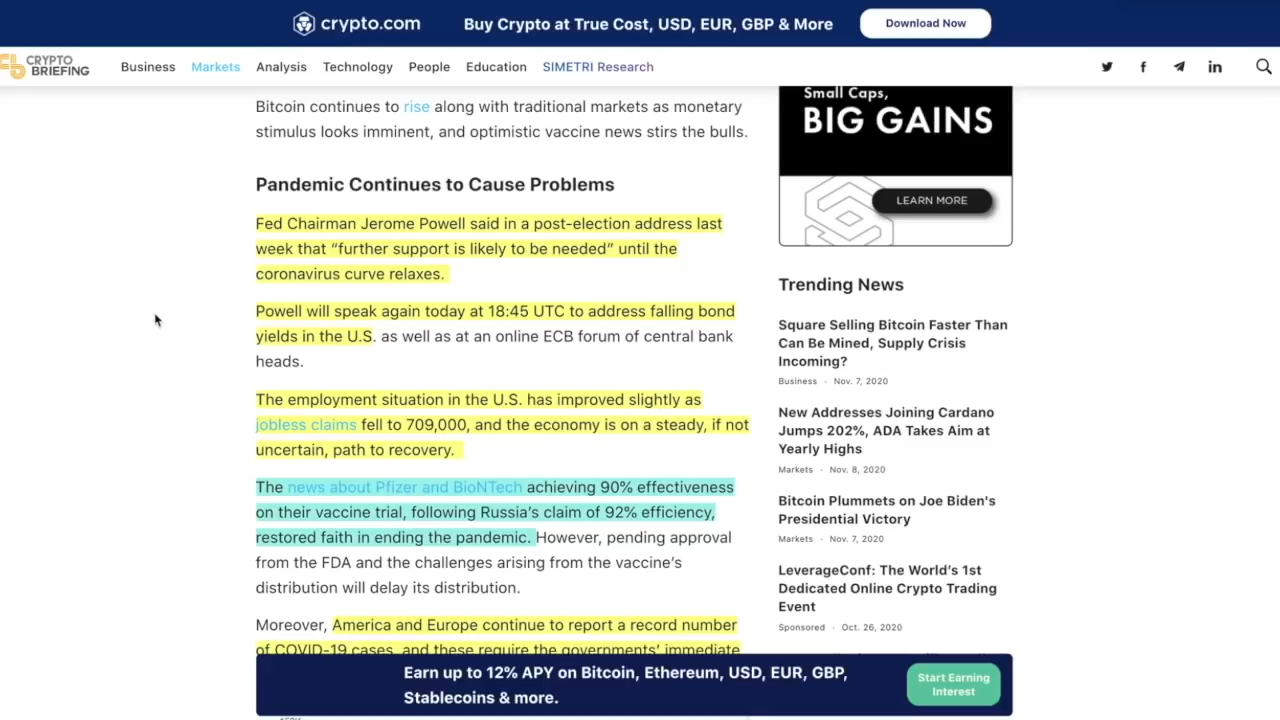 crypto.com
Buy Crypto at True Cost, USD, EUR, GBP & More
Download Now
CRYPTO
BRIEFING
Business
Markets
Analysis
Technology
People
Education
SIMETRI Research
Bitcoin continues to rise along with traditional markets as monetary
stimulus looks imminent, and optimistic vaccine news stirs the bulls.
Pandemic Continues to Cause Problems
Fed Chairman Jerome Powell said in a post-election address last
week that “further support is likely to be needed” until the
coronavirus curve relaxes.
Powell will speak again today at 18:45 UTC to address falling bond
yields in the U.S. as well as at an online ECB forum of central bank
heads.
The employment situation in the U.S. has improved slightly as
jobless claims fell to 709,000, and the economy is on a steady, if not
uncertain, path to recovery.
The news about Pfizer and BioNTech achieving 90% effectiveness
on their vaccine trial, following Russia’s claim of 92% efficiency,
restored faith in ending the pandemic. However, pending approval
from the FDA and the challenges arising from the vaccine’s
distribution will delay its distribution.
Moreover, America and Europe continue to report a record number
of COVID-19 cases, and these require the governments’ immediate
Small Caps,
BIG GAINS
LEARN MORE
Trending News
Square Selling Bitcoin Faster Than
Can Be Mined, Supply Crisis
Incoming?
Business - Nov. 7, 2020
New Addresses Joining Cardano
Jumps 202%, ADA Takes Aim at
Yearly Highs
Markets - Nov. 8, 2020
Bitcoin Plummets on Joe Biden's
Presidential Victory
Markets - Nov. 7, 2020
LeverageConf: The World’s 1st
Dedicated Online Crypto Trading
Event
Sponsored - Oct. 26, 2020
Earn up to 12% APY on Bitcoin, Ethereum, USD, EUR, GBP,
Stablecoins & more.
Start Earning
Interest